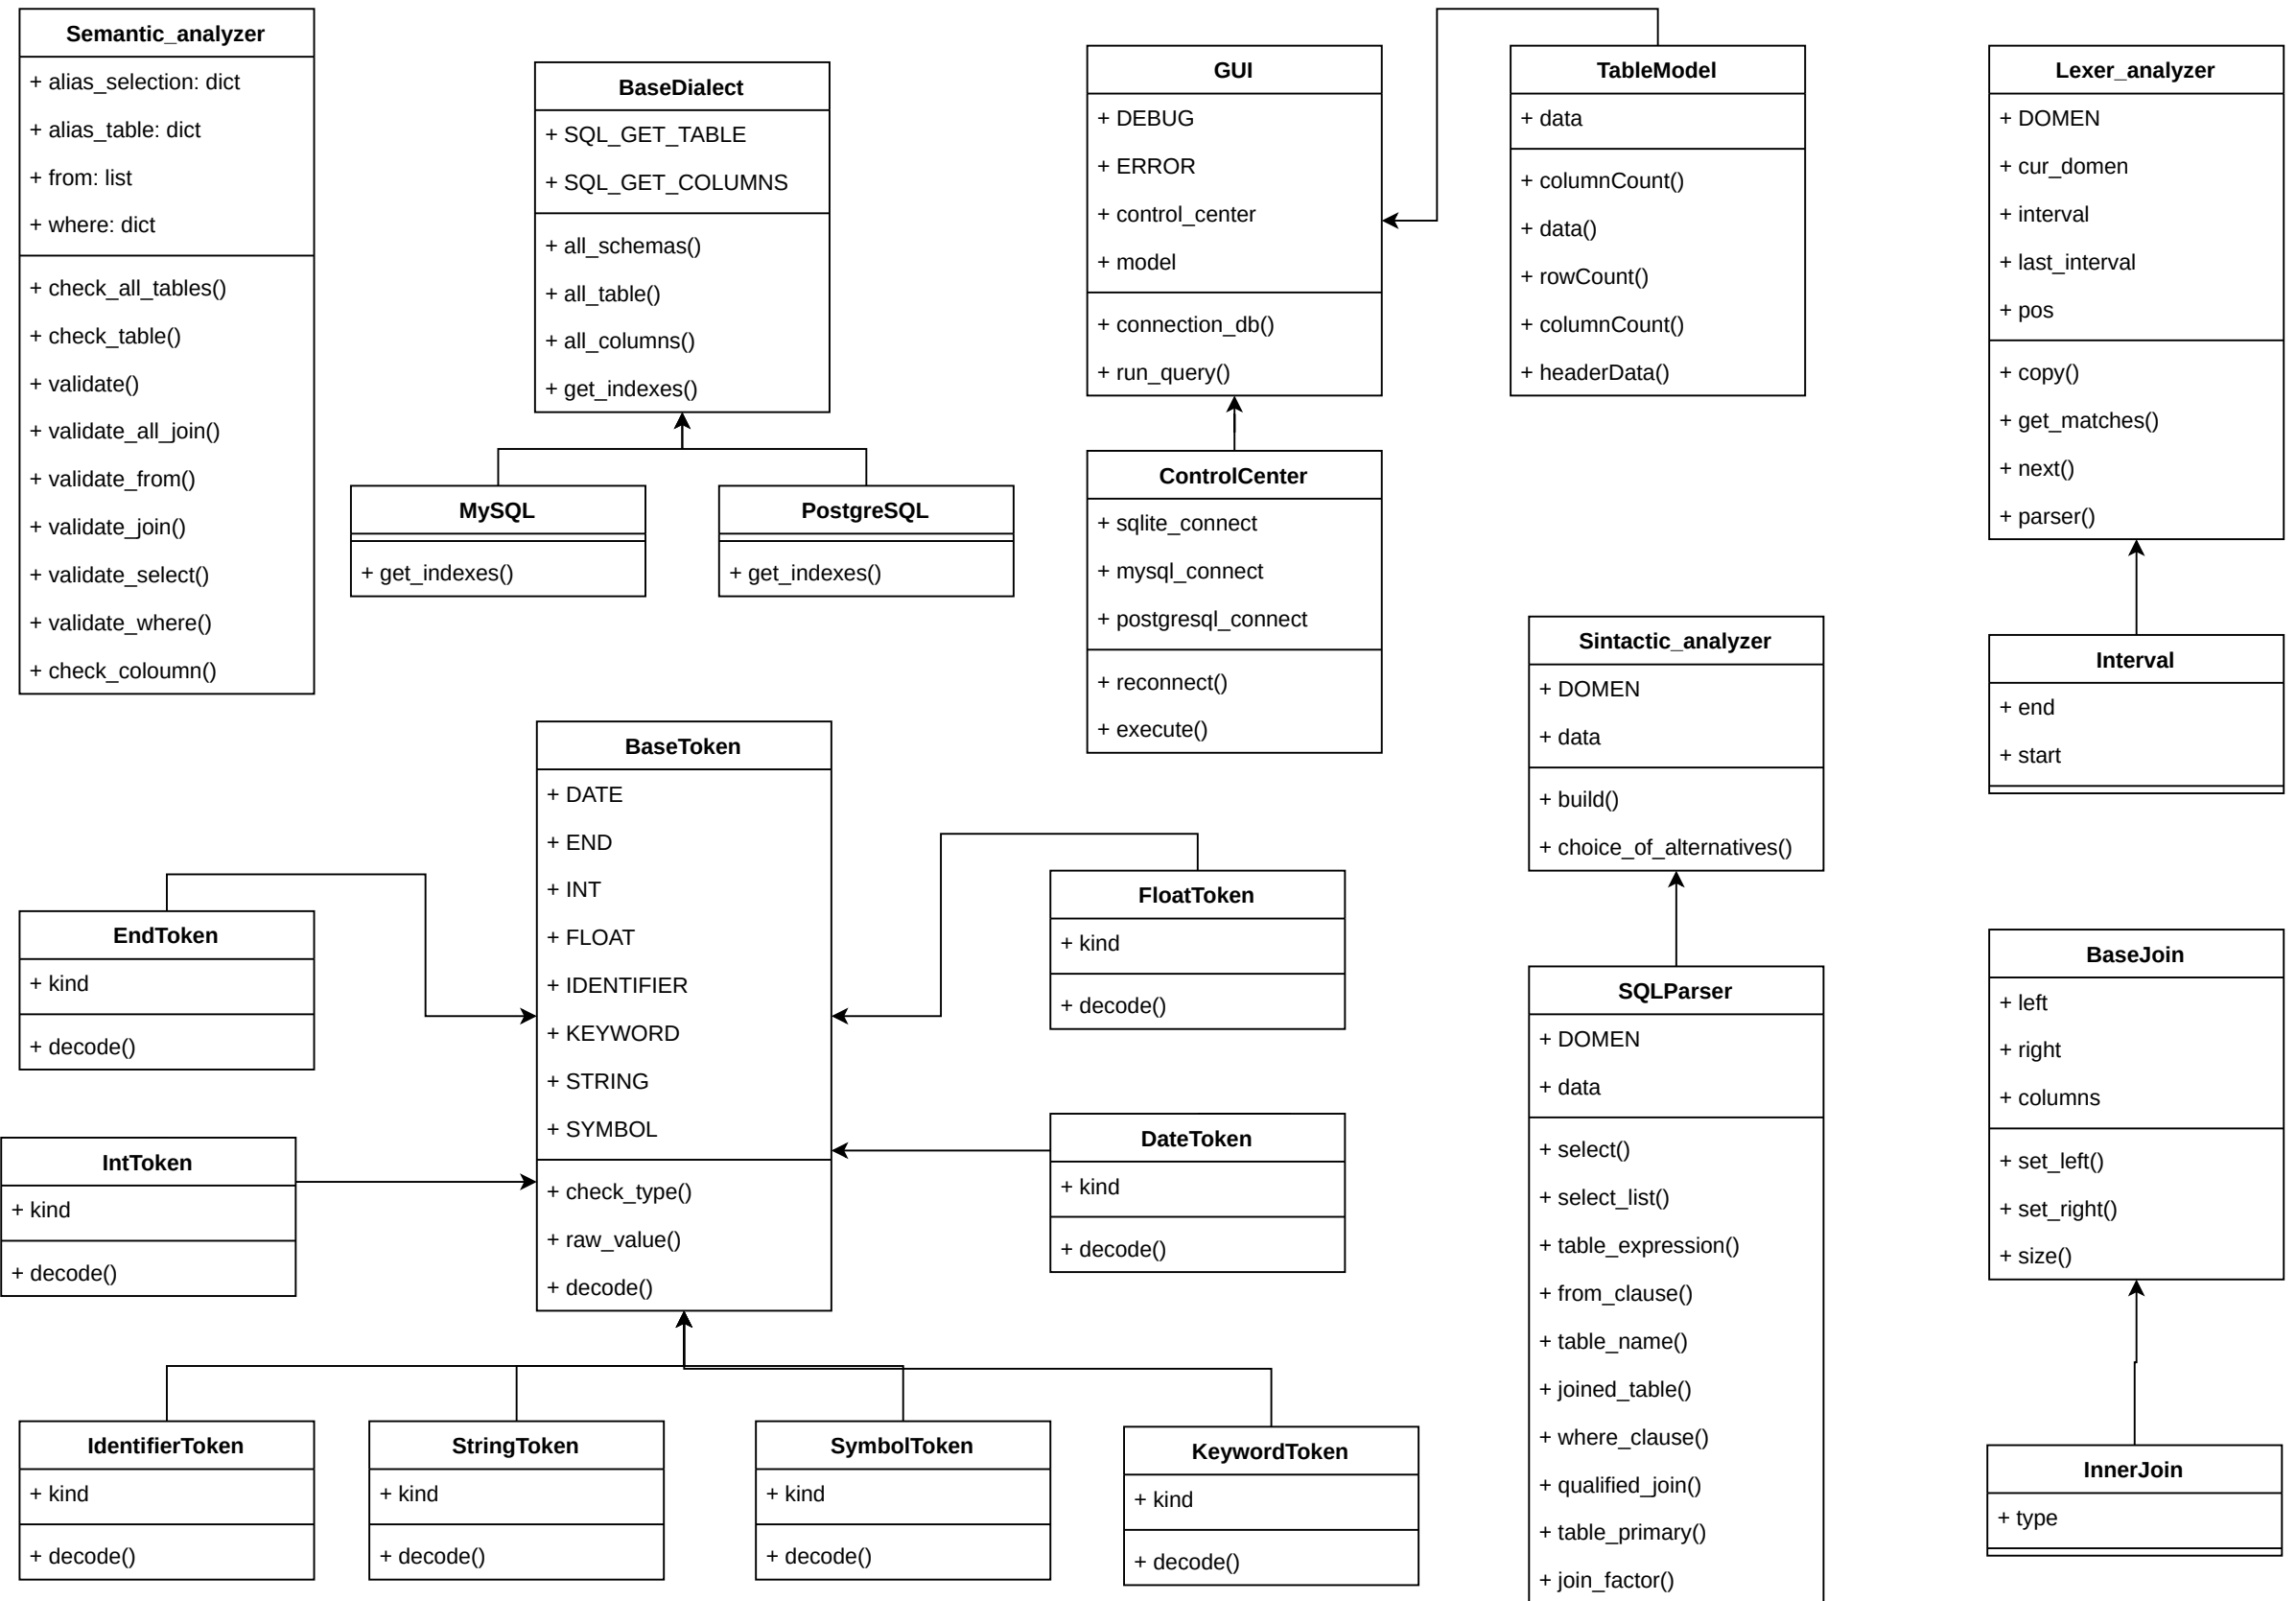 Semantic_analyzer
+ alias_selection: dict
+ alias_table: dict
+ from: list
+ where: dict
+ check_all_tables()
+ check_table()
+ validate()
+ validate_all_join()
+ validate_from()
+ validate_join()
+ validate_select()
+ validate_where()
+ check_coloumn()
BaseDialect
+ SQL_GET_TABLE
+ SQL_GET_COLUMNS
+ all_schemas()
+ all_table()
+ all_columns()
+ get_indexes()
MySQL
+ get_indexes()
PostgreSQL
+ get_indexes()
GUI
+ DEBUG
+ ERROR
+ control_center
+ model
+ connection_db()
+ run_query()
TableModel
+ data
+ columnCount()
+ data()
+ rowCount()
+ columnCount()
+ headerData()
ControlCenter
+ sqlite_connect
+ mysql_connect
+ postgresql_connect
+ reconnect()
+ execute()
Lexer_analyzer
+ DOMEN
+ cur_domen
+ interval
+ last_interval
+ pos
+ copy()
+ get_matches()
+ next()
+ parser()
Interval
+ end
+ start
Sintactic_analyzer
+ DOMEN
+ data
+ build()
+ choice_of_alternatives()
BaseToken
+ DATE
+ END
+ INT
+ FLOAT
+ IDENTIFIER
+ KEYWORD
+ STRING
+ SYMBOL
+ check_type()
+ raw_value()
+ decode()
EndToken
+ kind
+ decode()
IntToken
+ kind
+ decode()
FloatToken
+ kind
+ decode()
DateToken
+ kind
+ decode()
IdentifierToken
+ kind
+ decode()
StringToken
+ kind
+ decode()
SymbolToken
+ kind
+ decode()
KeywordToken
+ kind
+ decode()
SQLParser
+ DOMEN
+ data
+ select()
+ select_list()
+ table_expression()
+ from_clause()
+ table_name()
+ joined_table()
+ where_clause()
+ qualified_join()
+ table_primary()
+ join_factor()
BaseJoin
+ left
+ right
+ columns
+ set_left()
+ set_right()
+ size()
InnerJoin
+ type